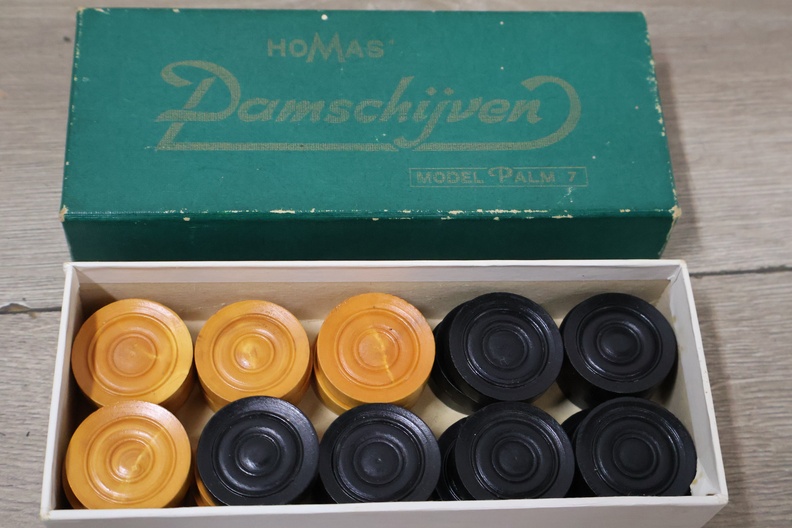 HOMAS
Damschijven
MODEL PALM 7